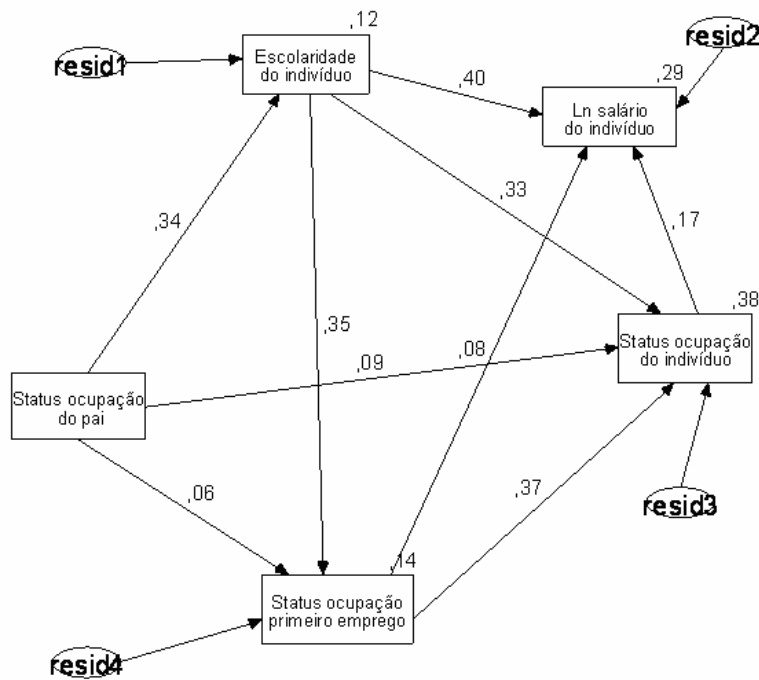 ,12
resid1
Escolaridade
do indivíduo
resid2
,40
,29
Ln salário
do indivíduo
,34
,33
,17
,35
,38
Status ocupação
do indivíduo
,09
,08
Status ocupação
do pai
,06
,37
resid3
,14
Status ocupação
primeiro emprego
resid4